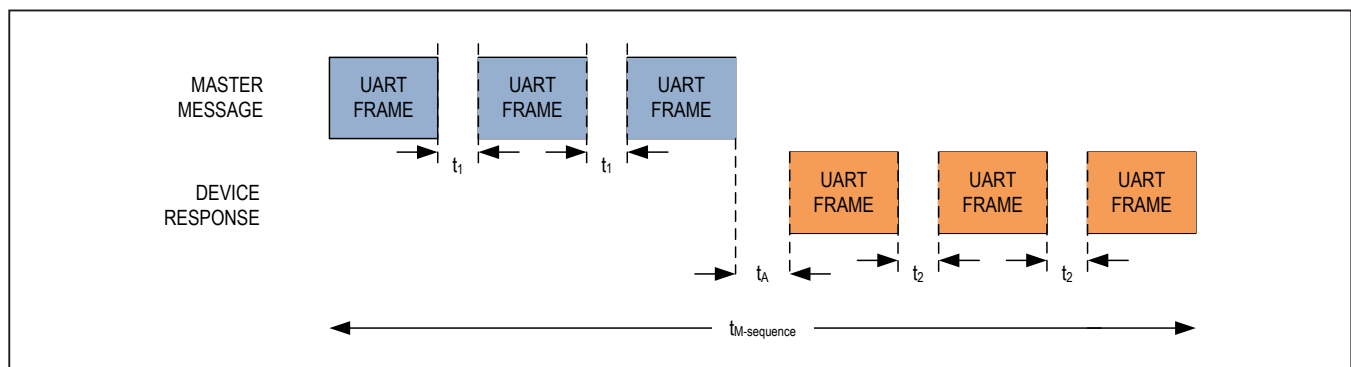 MASTER
MESSAGE
UART
FRAME
UART
FRAME
UART
FRAME
t1
t1
DEVICE
RESPONSE
UART
FRAME
UART
FRAME
UART
FRAME
tA
t2
t2
tM-sequence